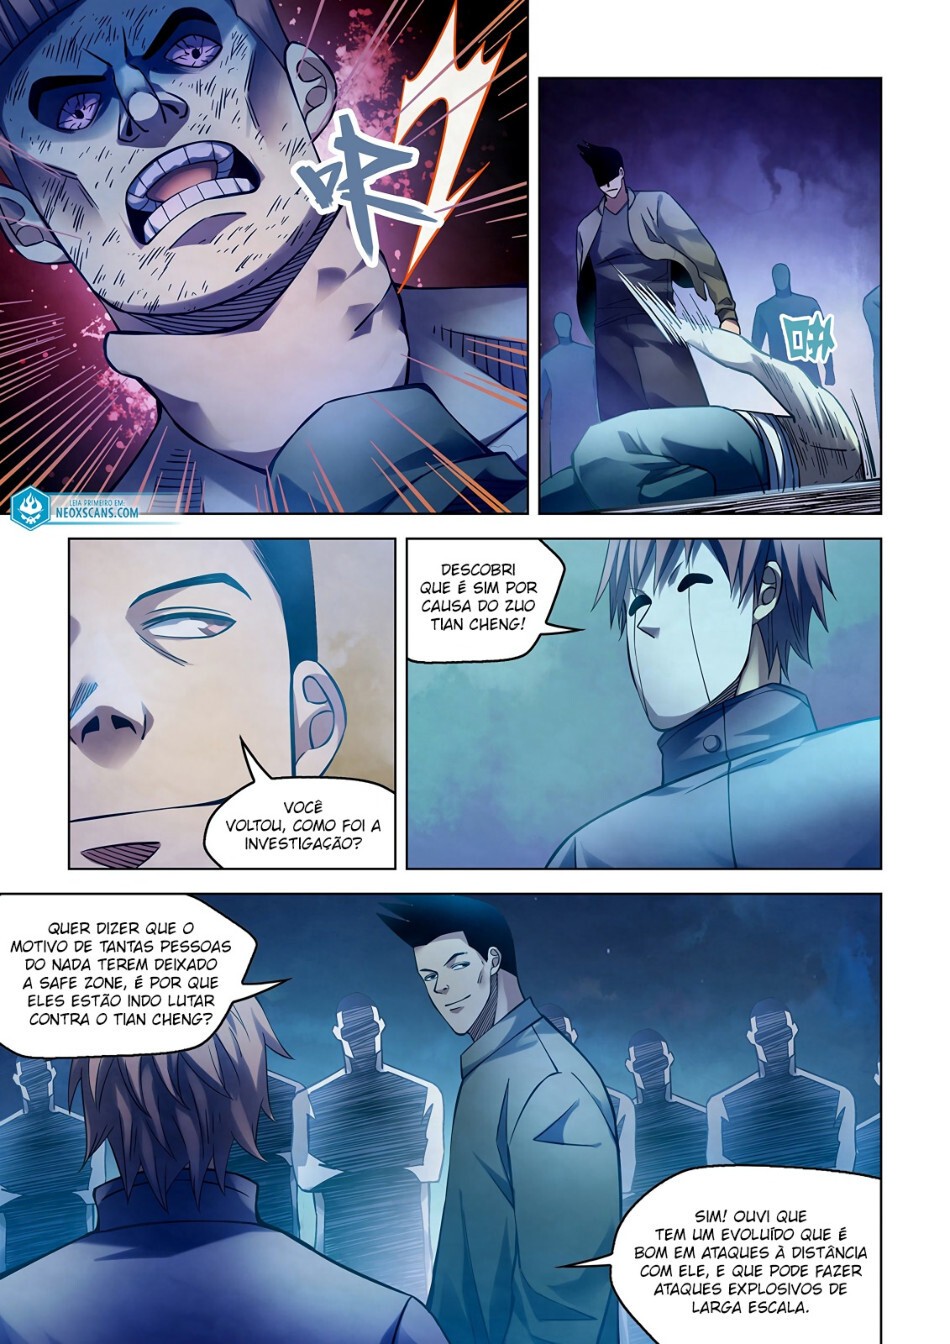 LEIA PRIMEIRO EM
NEOXSCANS.COM
VOCÊ
VOLTOU, COMO FOI A
INVESTIGAÇÃO?
DESCOBRI
QUE É SIM POR
CAUSA DO ZUO
TIAN CHENG!
QUER DIZER QUE O
MOTIVO DE TANTAS PESSOAS
DO NADA TEREM DEIXADO
A SAFE ZONE, É POR QUE
ELES ESTÃO INDO LUTAR
CONTRA O TIAN CHENG?
SIM! OUVI QUE
TEM UM EVOLUÍDO QUE É
BOM EM ATAQUES À DISTÂNCIA
COM ELE, E QUE PODE FAZER
ATAQUES EXPLOSIVOS DE
LARGA ESCALA.